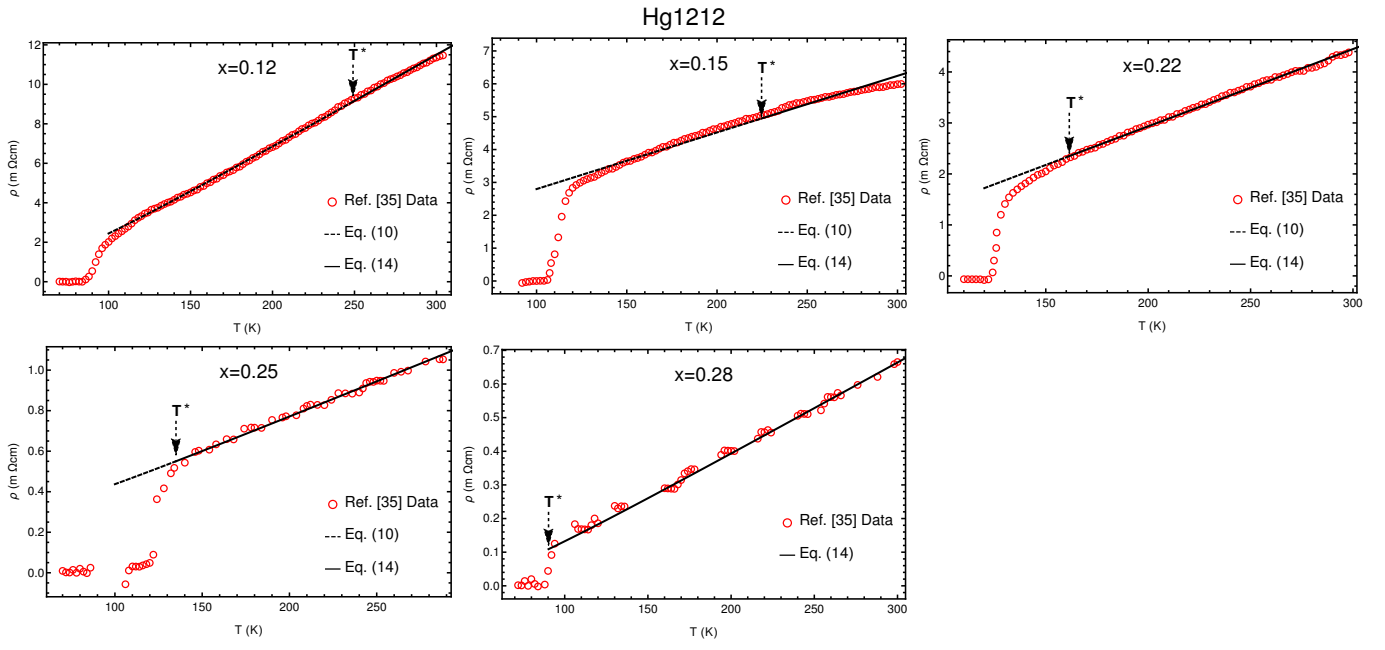 Hg1212
x=0.12
T*
ρ (m Ωcm)
12
10
8
6
4
2
0
100
150
200
250
300
T (K)
Ref. [35] Data
Eq. (10)
Eq. (14)
x=0.15
T*
ρ (m Ωcm)
7
6
5
4
3
2
1
0
100
150
200
250
300
T (K)
Ref. [35] Data
Eq. (10)
Eq. (14)
x=0.22
T*
ρ (m Ωcm)
4
3
2
1
0
150
200
250
300
T (K)
Ref. [35] Data
Eq. (10)
Eq. (14)
x=0.25
T*
ρ (m Ωcm)
1.0
0.8
0.6
0.4
0.2
0.0
100
150
200
250
T (K)
Ref. [35] Data
Eq. (10)
Eq. (14)
x=0.28
T*
ρ (m Ωcm)
0.7
0.6
0.5
0.4
0.3
0.2
0.1
0.0
100
150
200
250
300
T (K)
Ref. [35] Data
Eq. (14)